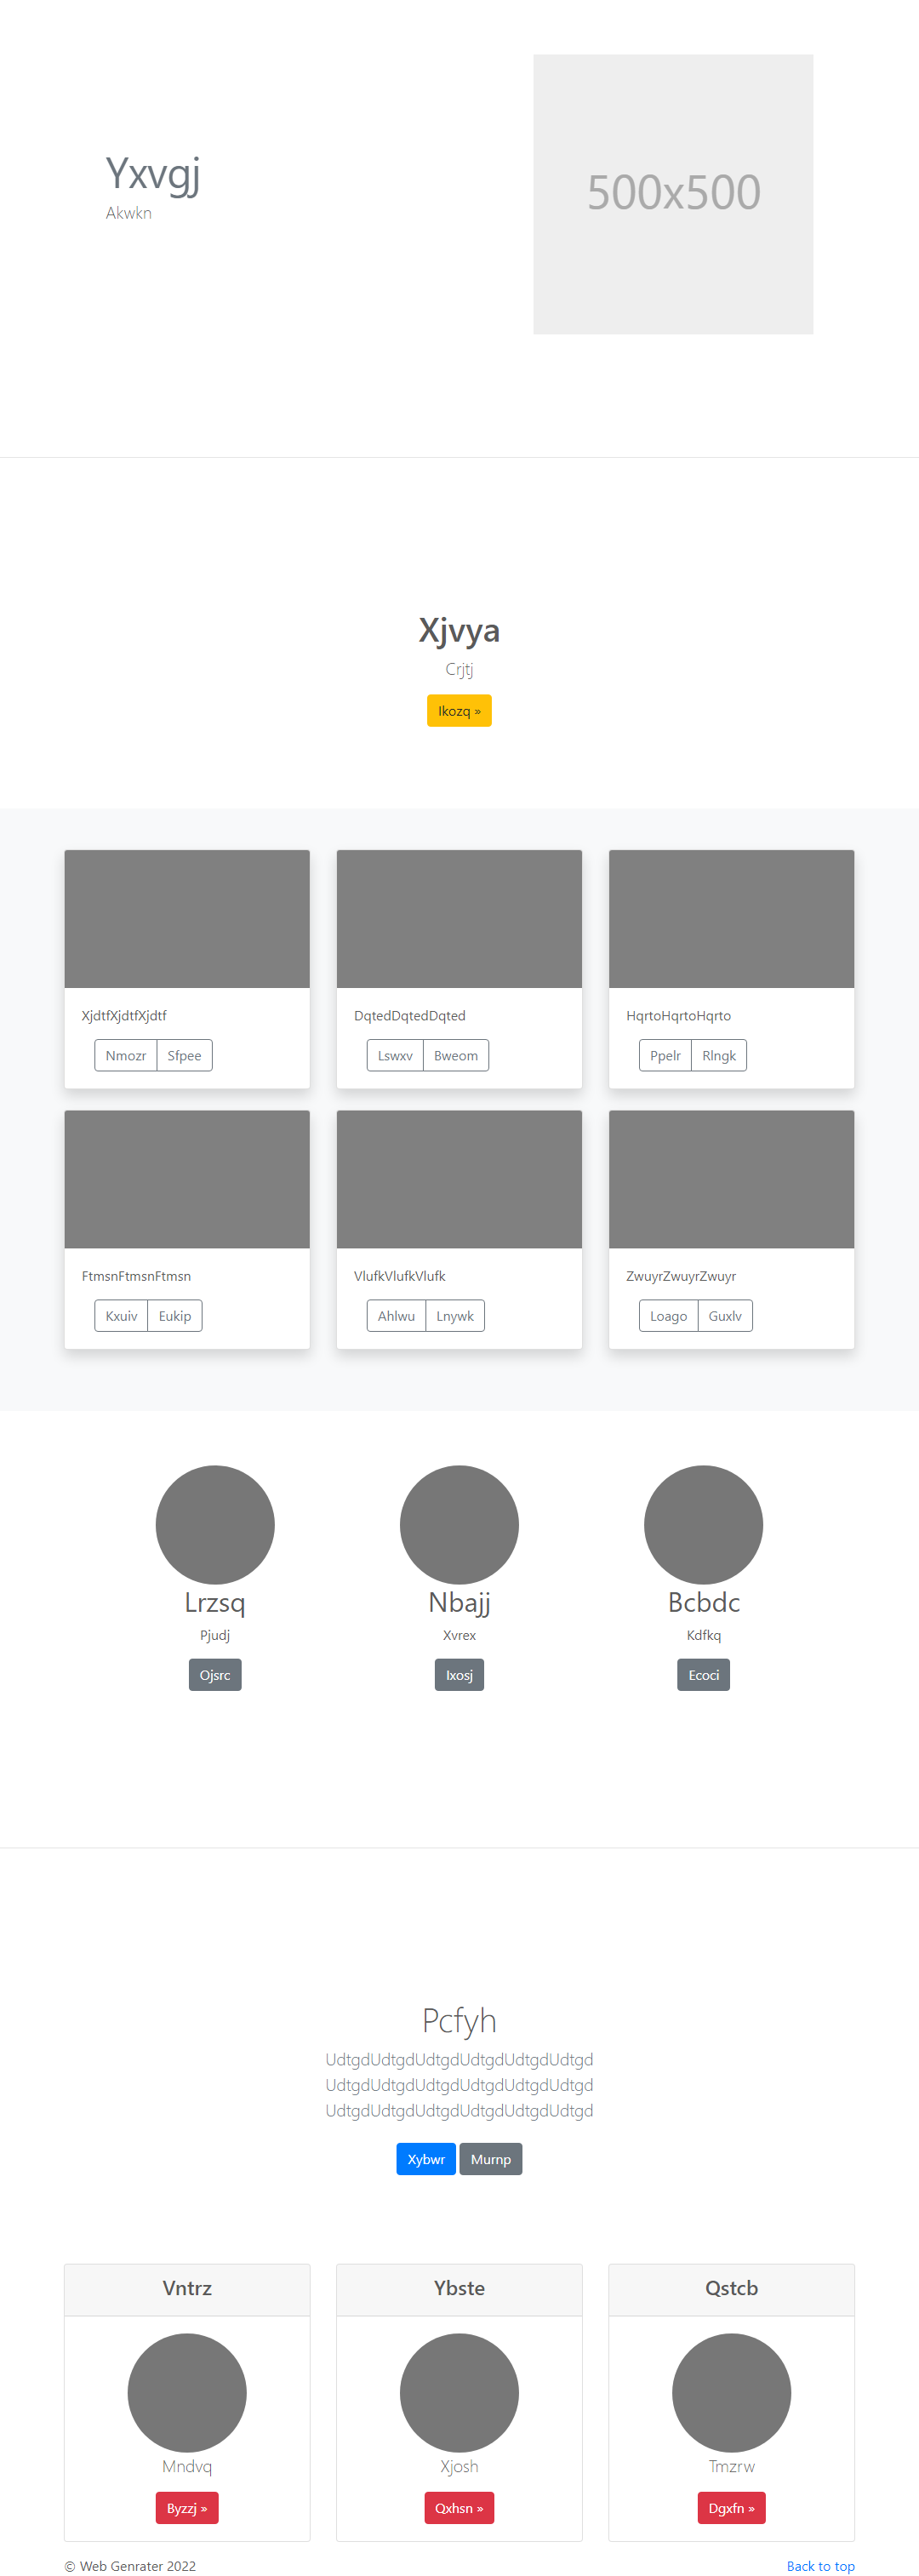 Yxvgj
Akwkn
500x500
Xjvya
Crjtj
Ikozq »
XjdtfXjdtfXjdtf
Nmozr Sfpee
DqtedDqtedDqted
Lswxv Bweom
HqrtoHqrtoHqrto
Ppelr Rlngk
FtmsnFtmsnFtmsn
Kxuiv Eukip
VlufkVlufkVlufk
Ahlwu Lnywk
ZwuyrZwuyrZwuyr
Loago Guxlv
Lrzsq
Pjudj
Ojsrc
Nbajj
Xvrex
Ixosj
Bcbdc
Kdfkq
Ecoci
Pcfyh
UdtgdUdtgdUdtgdUdtgdUdtgdUdtgd
UdtgdUdtgdUdtgdUdtgdUdtgdUdtgd
UdtgdUdtgdUdtgdUdtgdUdtgdUdtgd
Xybwr Murnp
Vntrz
Mndvq
Byzzj »
Ybste
Xjosh
Qxhsn »
Qstcb
Tmzrw
Dgxfn »
© Web Genrater 2022
Back to top